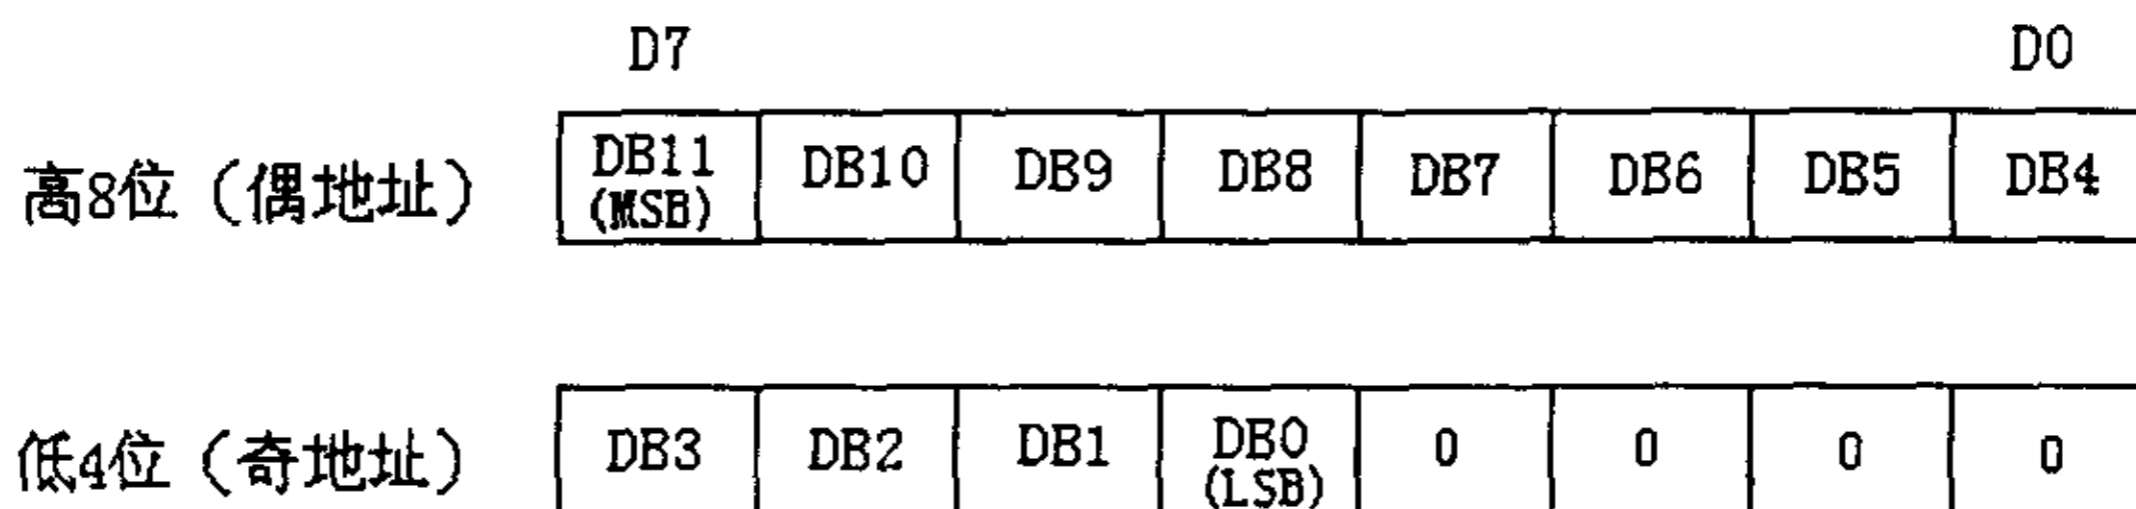 D7 D0
高8位（偶地址） DB11 DB10 DB9 DB8 DB7 DB6 DB5 DB4
(MSB)
低4位（奇地址） DB3 DB2 DB1 DB0 0 0 0 0
(LSB)